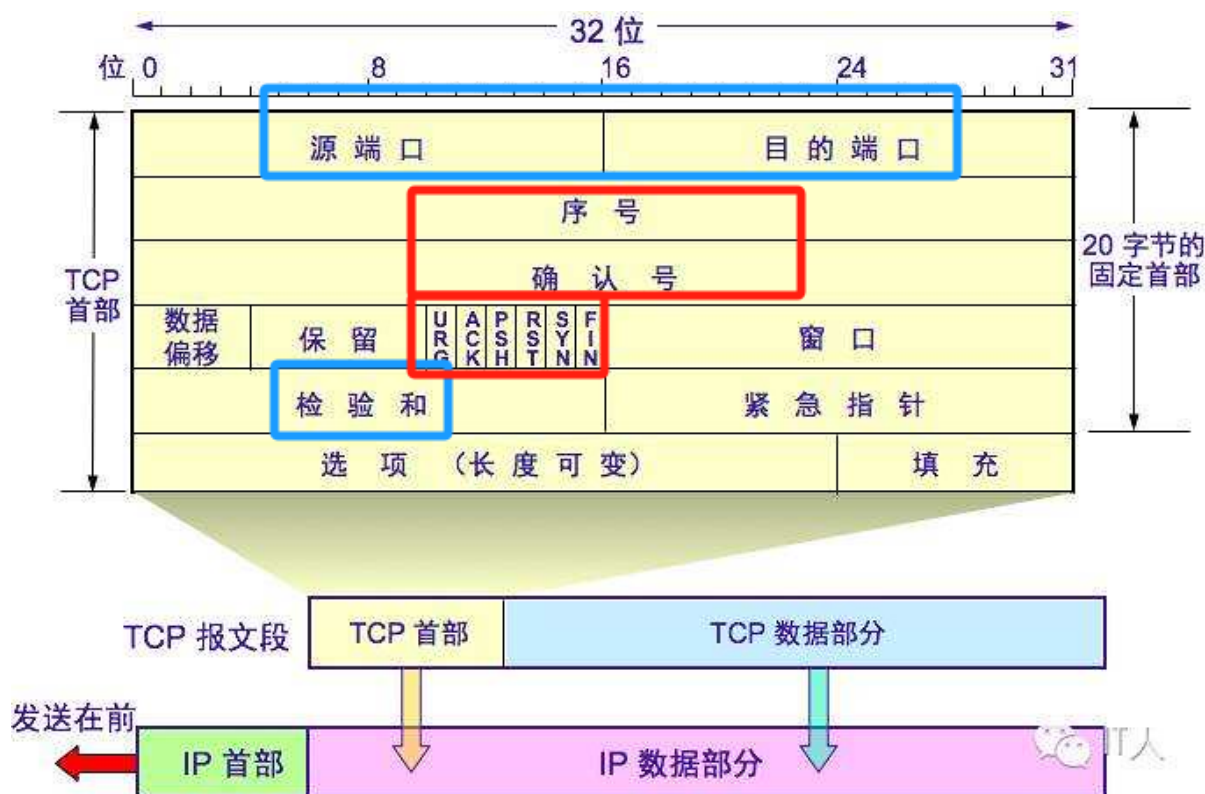 32 位
位 0 8 16 24 31
源 端 口 目 的 端 口
序 号
TCP
首部
确 认 号
20 字节的
固定首部
数据
偏移
保 留
URG
ACK
PSH
RST
SYN
FIN
窗 口
检 验 和 紧 急 指 针
选 项 （长 度 可 变） 填 充
TCP 报文段 TCP 首部 TCP 数据部分
发送在前
IP 首部 IP 数据部分
IT人